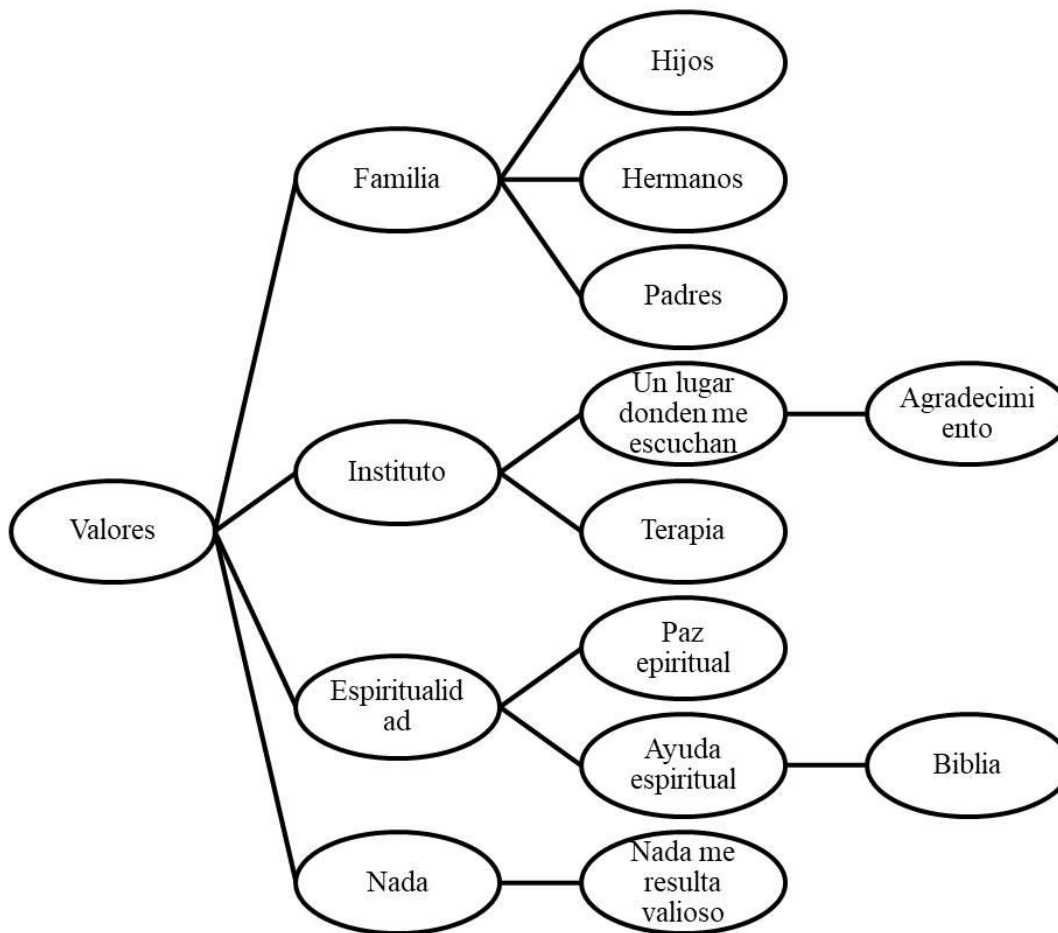 Hijos
Familia
Hermanos
Padres
Un lugar
donden me
escuchan
Agradecimi
ento
Instituto
Terapia
Valores
Paz
epiritual
Espiritualid
ad
Ayuda
espiritual
Biblia
Nada
Nada me
resulta
valioso